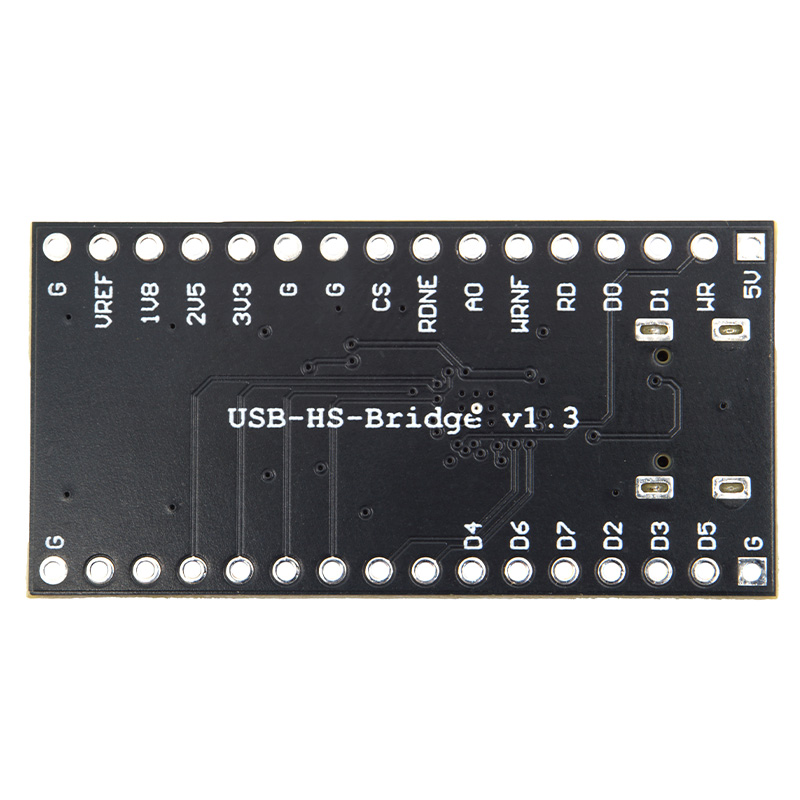 G
VREF
1V8
2V5
3V3
G
G
CS
RDNE
A0
WRNF
RD
D0
D1
WR
5V
USB-HS-Bridge v1.3
G
D4
D6
D7
D2
D3
D5
G